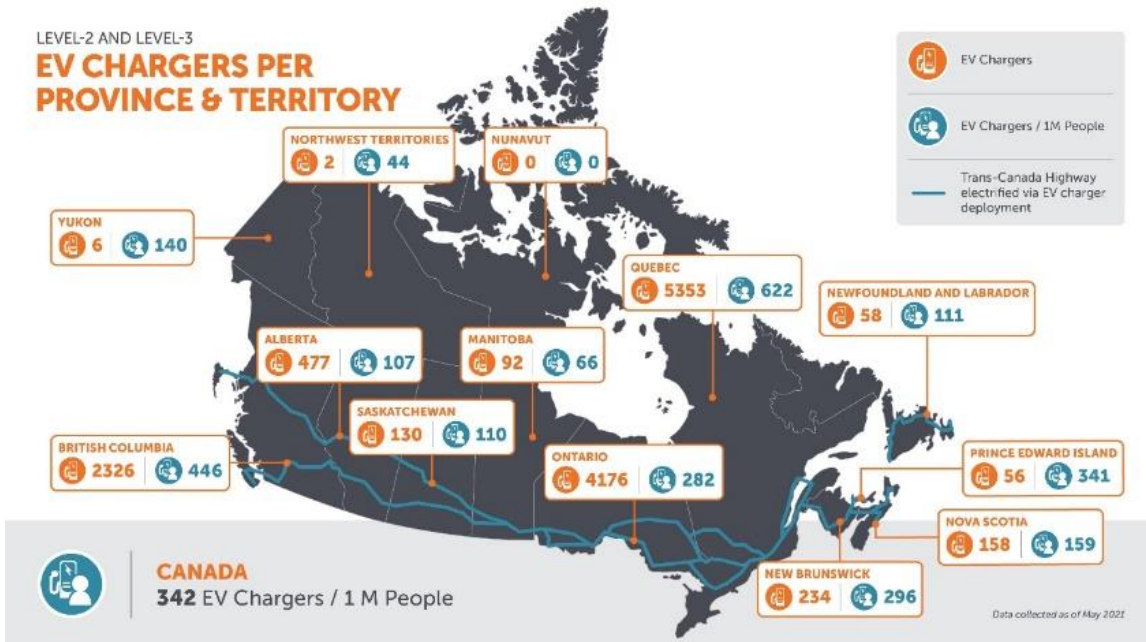 LEVEL-2 AND LEVEL-3
EV CHARGERS PER
PROVINCE & TERRITORY
EV Chargers
EV Chargers / 1M People
Trans-Canada Highway
electrified via EV charger
deployment
NORTHWEST TERRITORIES
2 44
NUNAVUT
0 0
YUKON
6 140
QUEBEC
5353 622
NEWFOUNDLAND AND LABRADOR
58 111
ALBERTA
477 107
MANITOBA
92 66
SASKATCHEWAN
130 110
BRITISH COLUMBIA
2326 446
ONTARIO
4176 282
PRINCE EDWARD ISLAND
56 341
NOVA SCOTIA
158 159
NEW BRUNSWICK
234 296
CANADA
342 EV Chargers / 1 M People
Data collected as of May 2021